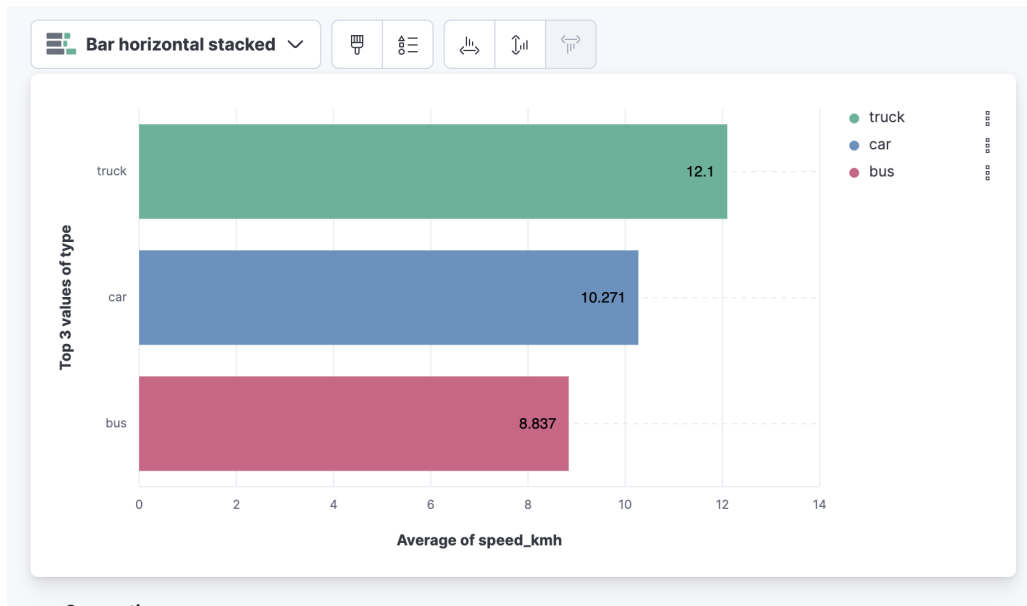 Bar horizontal stacked
truck
car
bus
truck
12.1
car
10.271
bus
8.837
Top 3 values of type
0 2 4 6 8 10 12 14
Average of speed_kmh